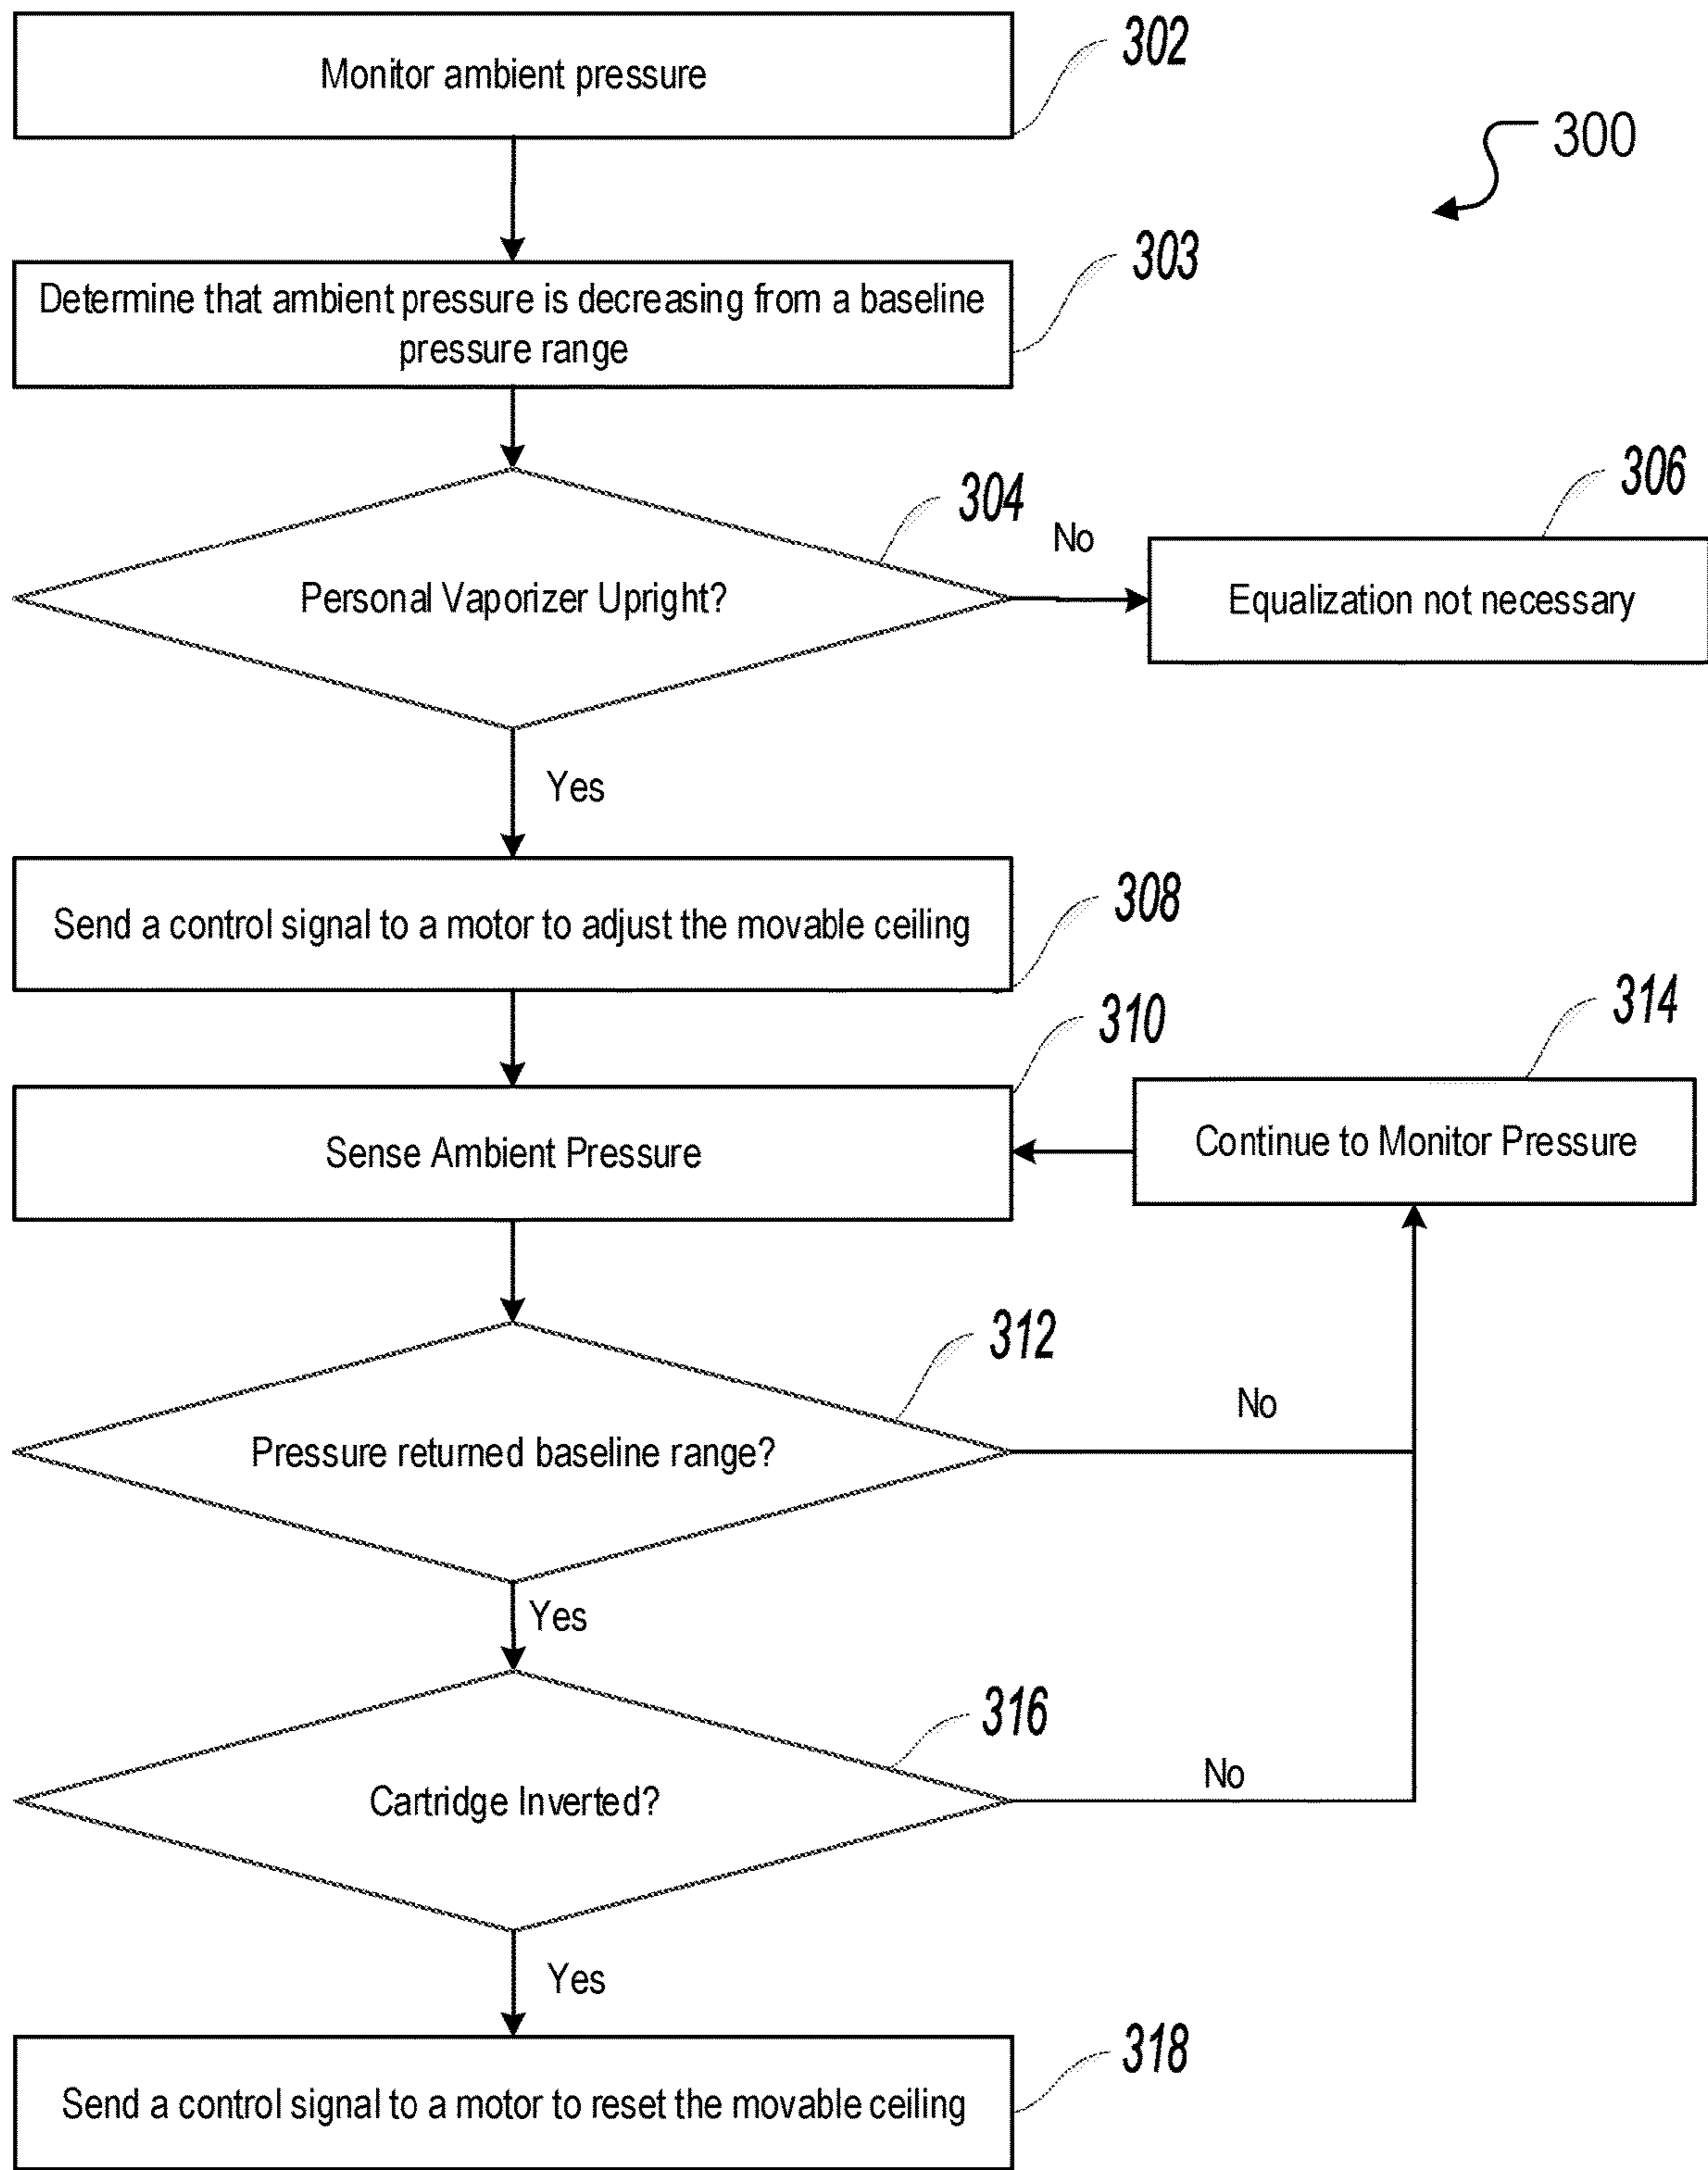 302
Monitor ambient pressure
300
303
Determine that ambient pressure is decreasing from a baseline
pressure range
304
No
306
Personal Vaporizer Upright?
Equalization not necessary
Yes
308
Send a control signal to a motor to adjust the movable ceiling
310
314
Sense Ambient Pressure
Continue to Monitor Pressure
312
No
Pressure returned baseline range?
Yes
316
No
Cartridge Inverted?
Yes
318
Send a control signal to a motor to reset the movable ceiling